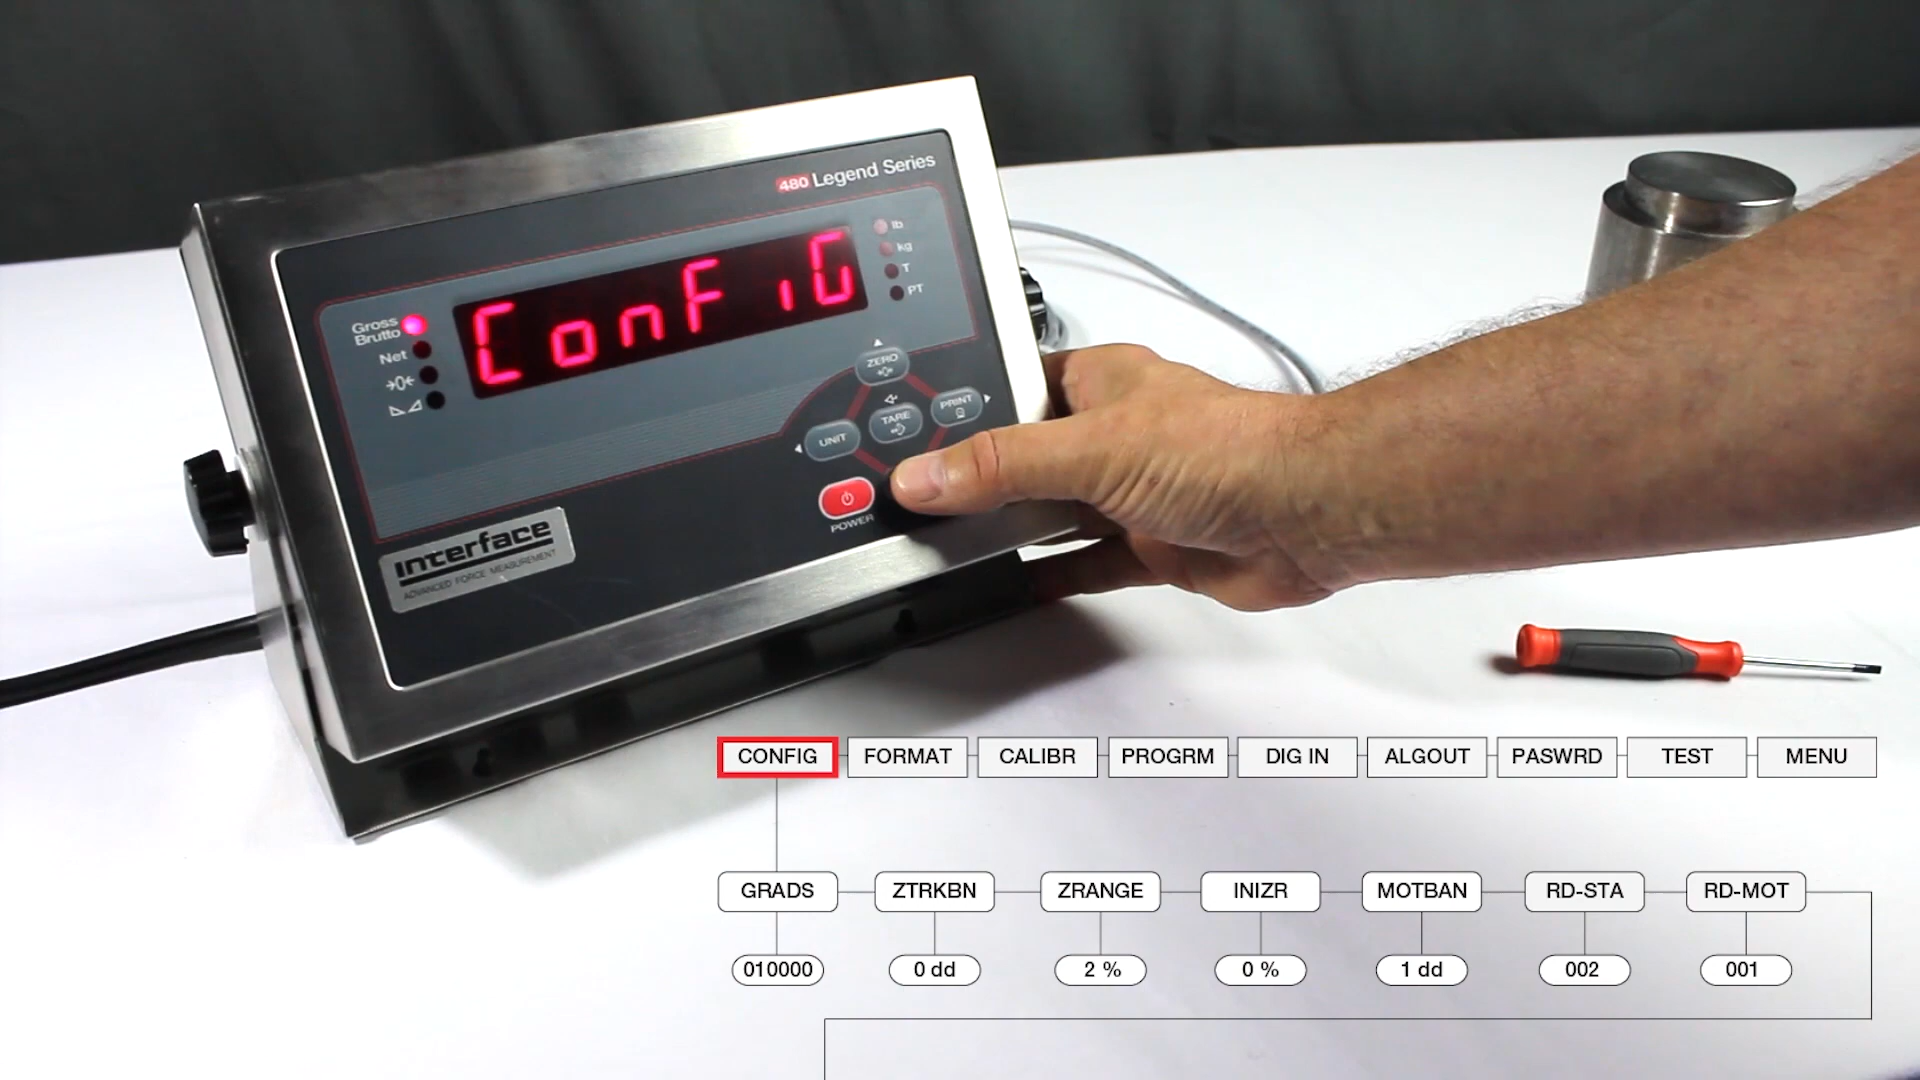 480 Legend Series
ConFiG
Gross
Brutto
Net
→0←
lb
kg
T
PT
ZERO
→0←
TARE
PRINT
UNIT
POWER
interface
ADVANCED FORCE MEASUREMENT
CONFIG
FORMAT
CALIBR
PROGRM
DIG IN
ALGOUT
PASWRD
TEST
MENU
GRADS
ZTRKBN
ZRANGE
INIZR
MOTBAN
RD-STA
RD-MOT
010000
0 dd
2 %
0 %
1 dd
002
001